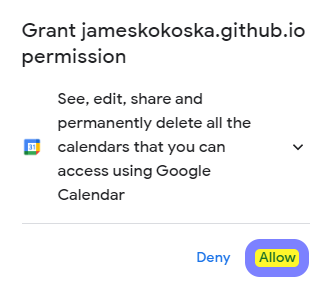 Grant jameskokoska.github.io
permission
See, edit, share and
permanently delete all the
calendars that you can
access using Google
Calendar
31
Deny
Allow